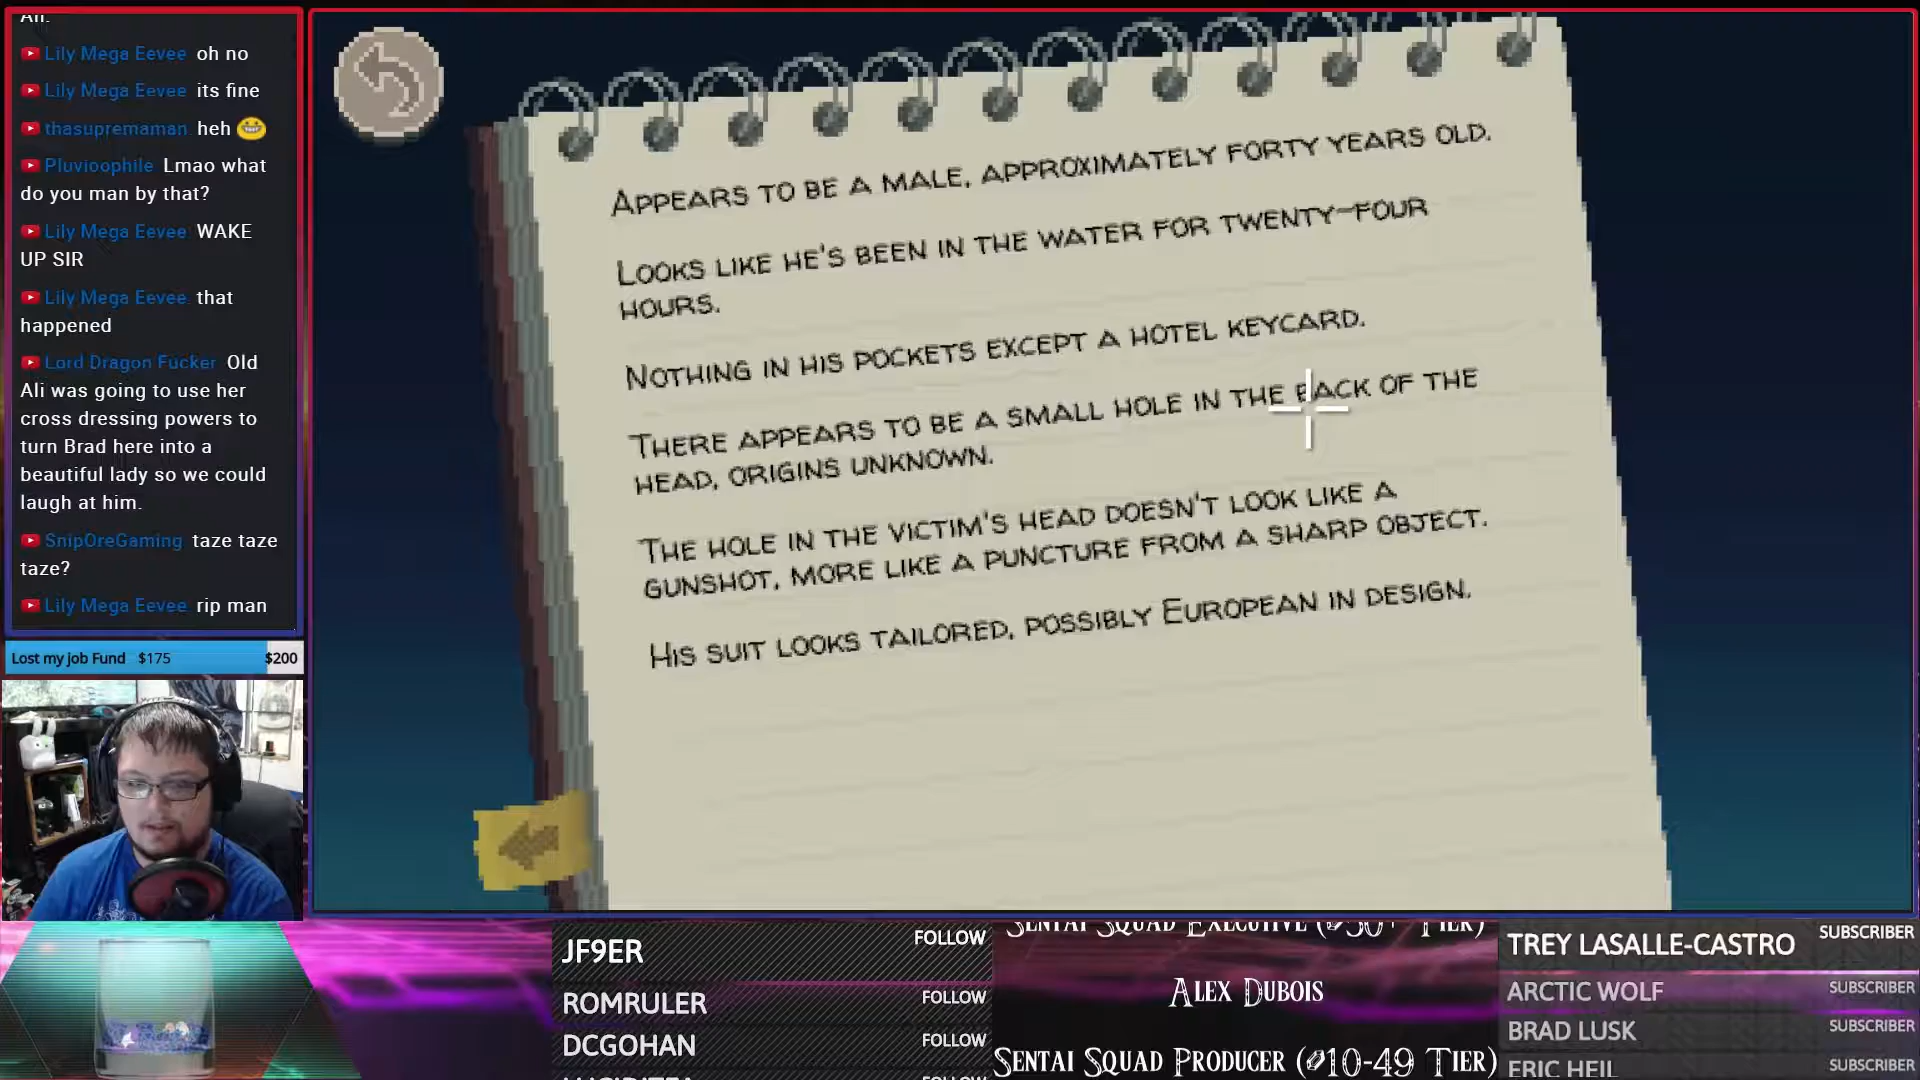 Lily Mega Eevee oh no
Lily Mega Eevee its fine
thasupremaman heh
Pluvioophile Lmao what
do you man by that?
Lily Mega Eevee WAKE
UP SIR
Lily Mega Eevee that
happened
Lord Dragon Fucker Old
Ali was going to use her
cross dressing powers to
turn Brad here into a
beautiful lady so we could
laugh at him.
SnipOreGaming taze taze
taze?
Lily Mega Eevee rip man
Lost my job Fund $175 $200
APPEARS TO BE A MALE, APPROXIMATELY FORTY YEARS OLD.
LOOKS LIKE HE'S BEEN IN THE WATER FOR TWENTY-FOUR
HOURS.
NOTHING IN HIS POCKETS EXCEPT A HOTEL KEYCARD.
THERE APPEARS TO BE A SMALL HOLE IN THE BACK OF THE
HEAD, ORIGINS UNKNOWN.
THE HOLE IN THE VICTIM'S HEAD DOESN'T LOOK LIKE A
GUNSHOT, MORE LIKE A PUNCTURE FROM A SHARP OBJECT.
HIS SUIT LOOKS TAILORED, POSSIBLY EUROPEAN IN DESIGN.
JF9ER FOLLOW
ROMRULER FOLLOW
DCGOHAN FOLLOW
FOLLOW
SENTAI SQUAD EXECUTIVE TIER)
ALEX DUBOIS
SENTAI SQUAD PRODUCER (10-49 TIER)
TREY LASALLE-CASTRO SUBSCRIBER
ARCTIC WOLF SUBSCRIBER
BRAD LUSK SUBSCRIBER
ERIC HEIL SUBSCRIBER